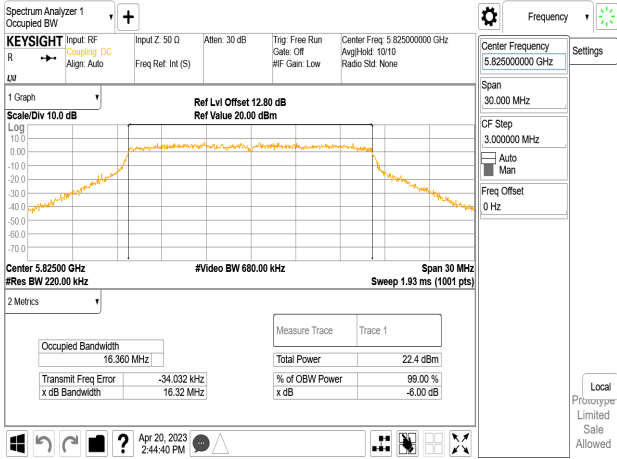 Spectrum Analyzer 1
Occupied BW
Frequency
KEYSIGHT Input: RF Input Z: 50 Ω Atten: 30 dB Trig: Free Run Center Freq: 5.825000000 GHz
Coupling: DC Gate: Off Avg|Hold: 10/10
R Align: Auto Freq Ref: Int (S) #IF Gain: Low Radio Std: None
LXI
Center Frequency
5.825000000 GHz
Settings
Span
30.000 MHz
CF Step
3.000000 MHz
Auto
Man
Freq Offset
0 Hz
1 Graph
Ref Lvl Offset 12.80 dB
Scale/Div 10.0 dB Ref Value 20.00 dBm
Log
10.0
0.00
-10.0
-20.0
-30.0
-40.0
-50.0
-60.0
-70.0
Center 5.82500 GHz #Video BW 680.00 kHz Span 30 MHz
#Res BW 220.00 kHz Sweep 1.93 ms (1001 pts)
2 Metrics
Measure Trace Trace 1
Occupied Bandwidth
16.360 MHz
Total Power 22.4 dBm
Transmit Freq Error -34.032 kHz % of OBW Power 99.00 %
x dB Bandwidth 16.32 MHz x dB -6.00 dB
Local
Prototype
Limited
Sale
Allowed
Apr 20, 2023
2:44:40 PM